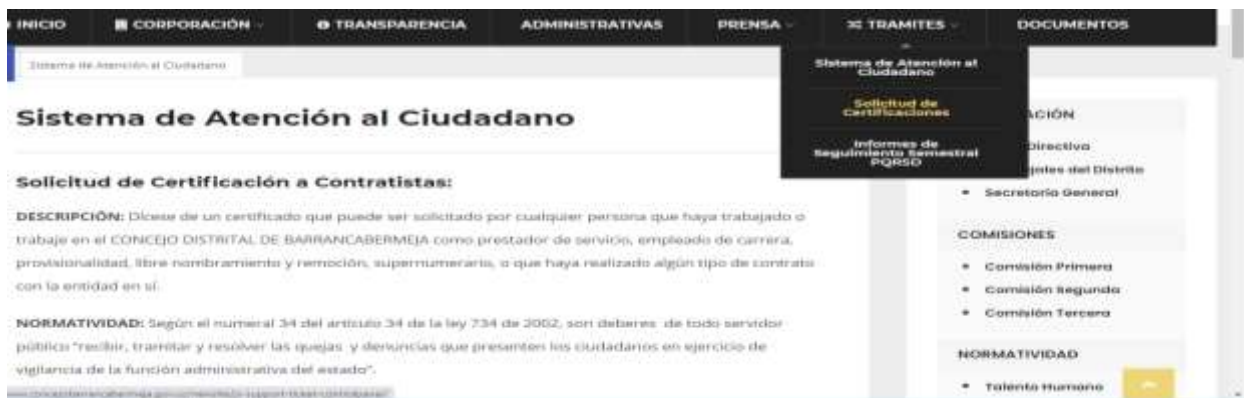 INICIO CORPORACIÓN TRANSPARENCIA ADMINISTRATIVAS PRENSA TRAMITES DOCUMENTOS
Sistema de Atención al Ciudadano
Sistema de Atención al
Ciudadano
Solicitud de
Certificaciones
Informes de
Seguimiento Semestral
PQRSD
Sistema de Atención al Ciudadano
Solicitud de Certificación a Contratistas:
DESCRIPCIÓN: Dícese de un certificado que puede ser solicitado por cualquier persona que haya trabajado o
trabaje en el CONCEJO DISTRITAL DE BARRANCABERMEJA como prestador de servicio, empleado de carrera,
provisionalidad, libre nombramiento y remoción, supernumerario, o que haya realizado algún tipo de contrato
con la entidad en sí.
NORMATIVIDAD: Según el numeral 34 del artículo 34 de la ley 734 de 2002, son deberes de todo servidor
público "recibir, tramitar y resolver las quejas y denuncias que presenten los ciudadanos en ejercicio de
vigilancia de la función administrativa del estado".
ACIÓN
Directiva
del Distrito
Secretaría General
COMISIONES
Comisión Primera
Comisión Segunda
Comisión Tercera
NORMATIVIDAD
Talento Humano